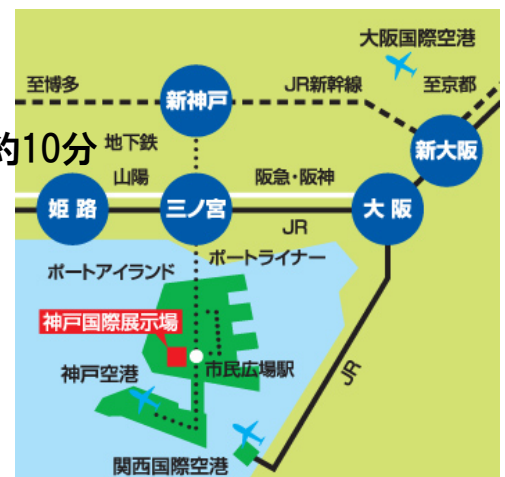 大阪国際空港
至博多
JR新幹線
至京都
新神戸
約10分
地下鉄
新大阪
山陽
阪急・阪神
姫路
三ノ宮
大阪
JR
ポートライナー
ポートアイランド
神戸国際展示場
市民広場駅
神戸空港
JR
関西国際空港